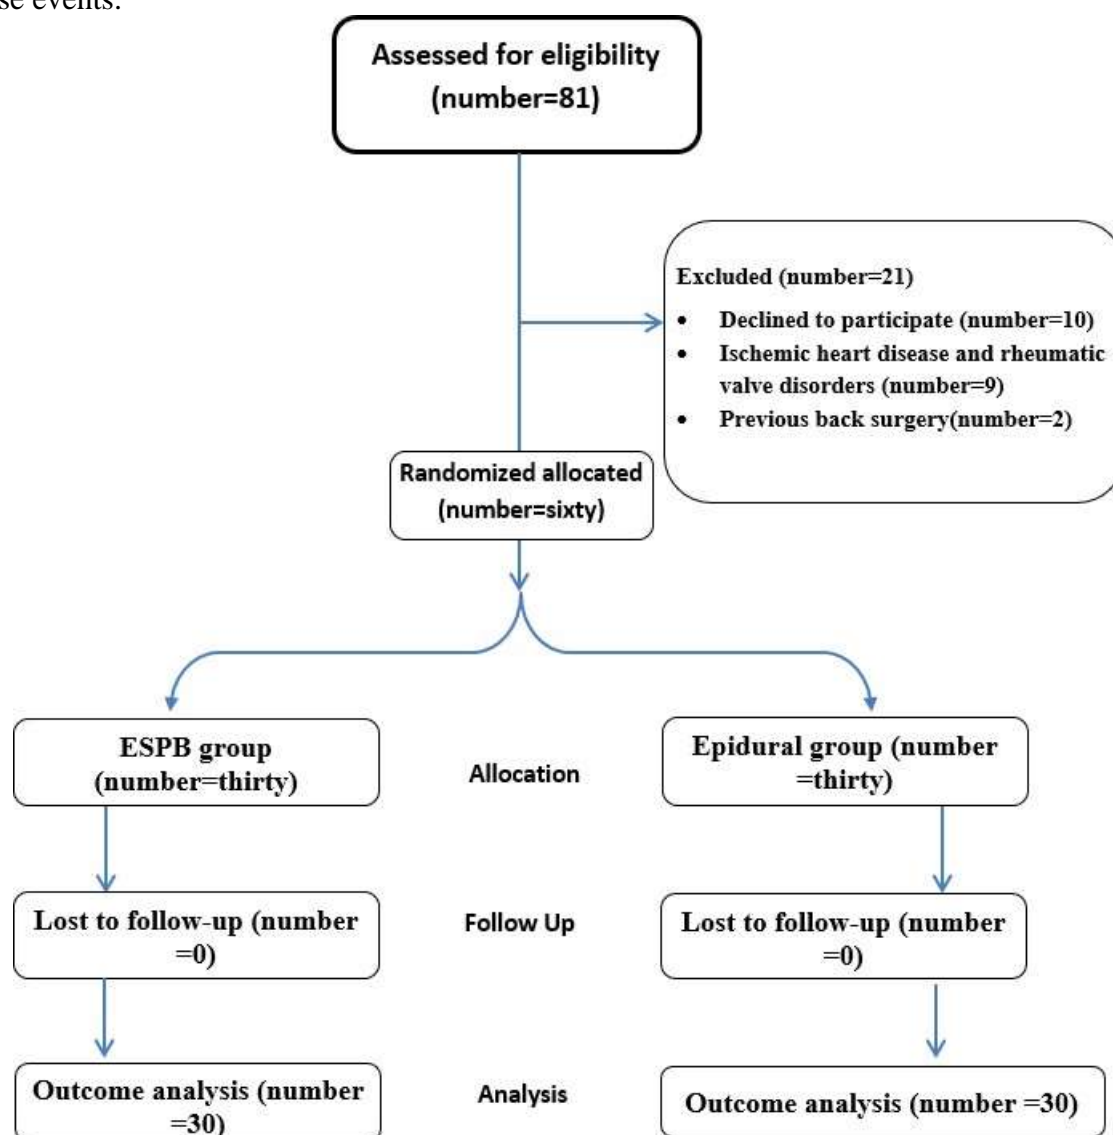 se events.
Assessed for eligibility
(number=81)
Excluded (number=21)
• Declined to participate (number=10)
• Ischemic heart disease and rheumatic
valve disorders (number=9)
• Previous back surgery(number=2)
Randomized allocated
(number=sixty)
ESPB group
(number=thirty)
Allocation
Epidural group (number
=thirty)
Lost to follow-up (number
=0)
Follow Up
Lost to follow-up (number
=0)
Outcome analysis (number
=30)
Analysis
Outcome analysis (number =30)